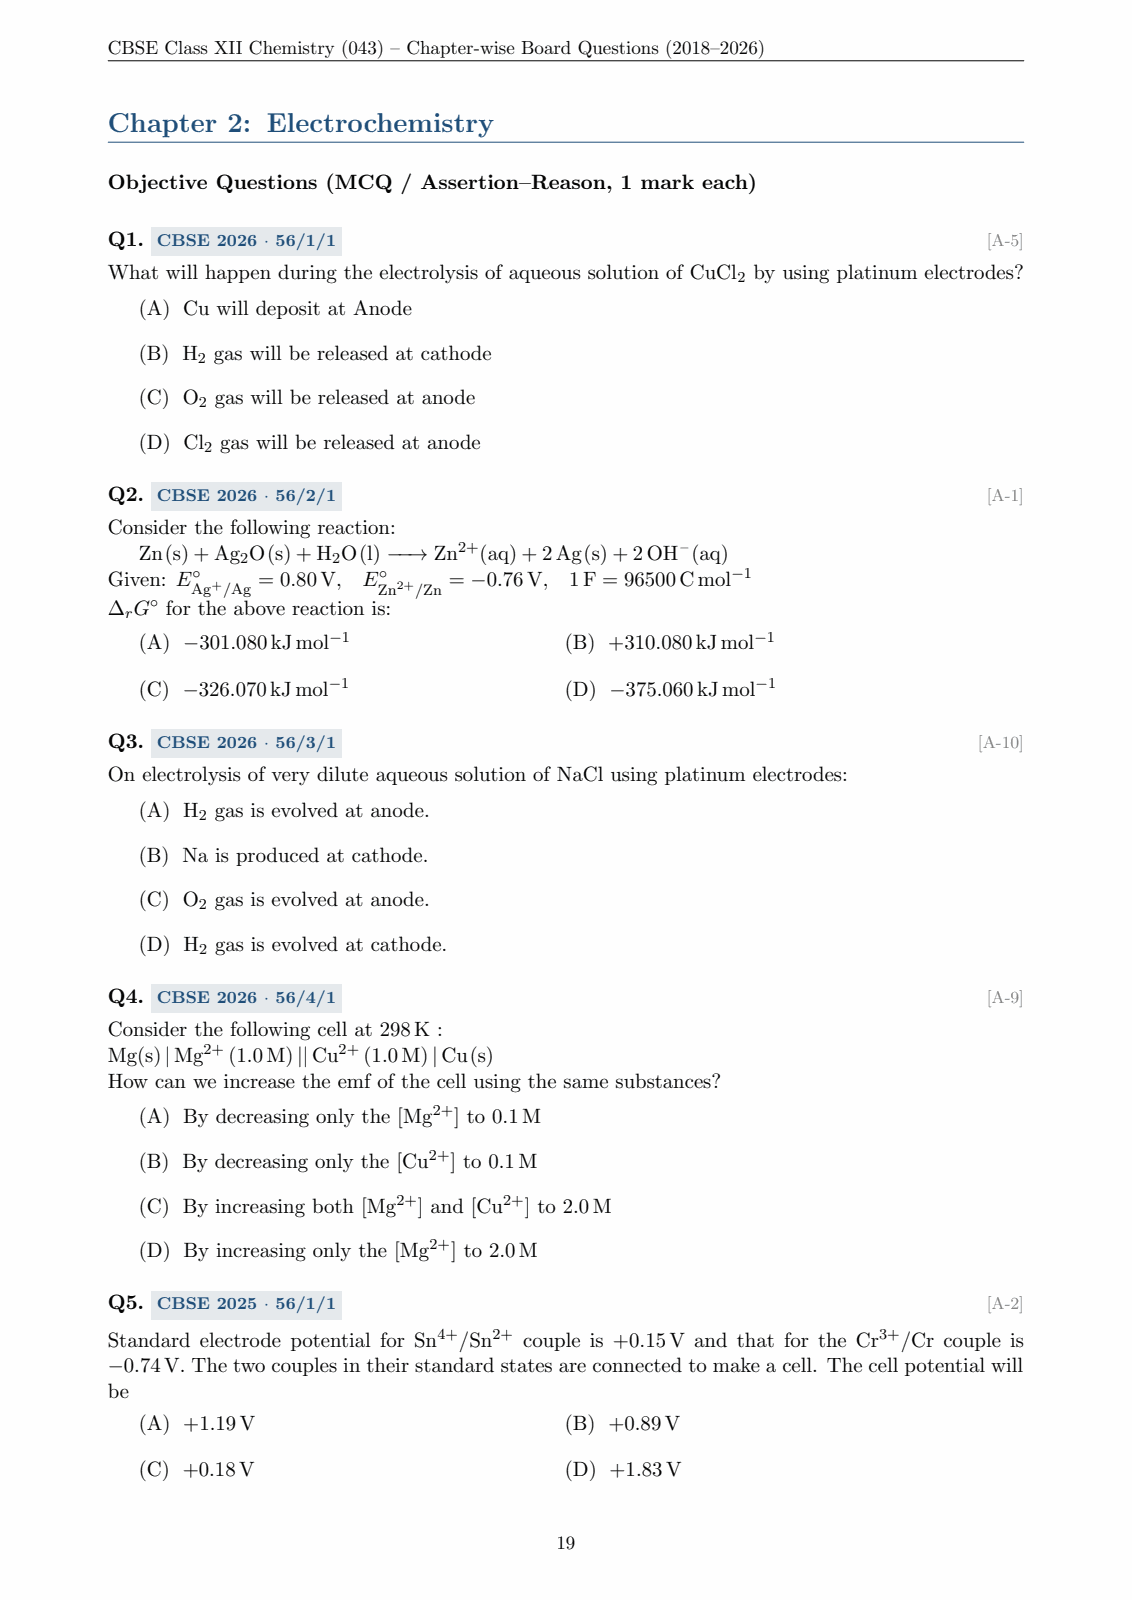 CBSE Class XII Chemistry (043) – Chapter-wise Board Questions (2018–2026)
Chapter 2: Electrochemistry
Objective Questions (MCQ / Assertion–Reason, 1 mark each)
Q1. CBSE 2026 · 56/1/1 [A-5]
What will happen during the electrolysis of aqueous solution of CuCl₂ by using platinum electrodes?
(A) Cu will deposit at Anode
(B) H₂ gas will be released at cathode
(C) O₂ gas will be released at anode
(D) Cl₂ gas will be released at anode
Q2. CBSE 2026 · 56/2/1 [A-1]
Consider the following reaction:
Zn(s) + Ag₂O(s) + H₂O(l) ⟶ Zn²⁺(aq) + 2 Ag(s) + 2 OH⁻(aq)
Given: E°Ag⁺/Ag = 0.80 V, E°Zn²⁺/Zn = −0.76 V, 1 F = 96500 C mol⁻¹
ΔᵣG° for the above reaction is:
(A) −301.080 kJ mol⁻¹ (B) +310.080 kJ mol⁻¹
(C) −326.070 kJ mol⁻¹ (D) −375.060 kJ mol⁻¹
Q3. CBSE 2026 · 56/3/1 [A-10]
On electrolysis of very dilute aqueous solution of NaCl using platinum electrodes:
(A) H₂ gas is evolved at anode.
(B) Na is produced at cathode.
(C) O₂ gas is evolved at anode.
(D) H₂ gas is evolved at cathode.
Q4. CBSE 2026 · 56/4/1 [A-9]
Consider the following cell at 298 K :
Mg(s) | Mg²⁺ (1.0 M) || Cu²⁺ (1.0 M) | Cu(s)
How can we increase the emf of the cell using the same substances?
(A) By decreasing only the [Mg²⁺] to 0.1 M
(B) By decreasing only the [Cu²⁺] to 0.1 M
(C) By increasing both [Mg²⁺] and [Cu²⁺] to 2.0 M
(D) By increasing only the [Mg²⁺] to 2.0 M
Q5. CBSE 2025 · 56/1/1 [A-2]
Standard electrode potential for Sn⁴⁺/Sn²⁺ couple is +0.15 V and that for the Cr³⁺/Cr couple is
−0.74 V. The two couples in their standard states are connected to make a cell. The cell potential will
be
(A) +1.19 V (B) +0.89 V
(C) +0.18 V (D) +1.83 V
19